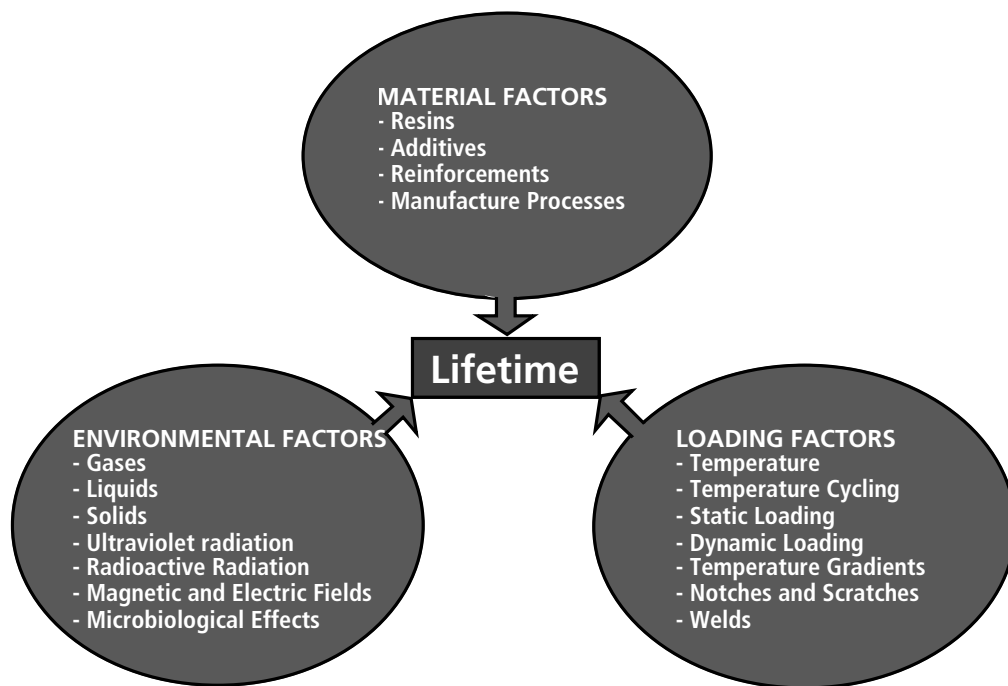 MATERIAL FACTORS
- Resins
- Additives
- Reinforcements
- Manufacture Processes
Lifetime
ENVIRONMENTAL FACTORS
- Gases
- Liquids
- Solids
- Ultraviolet radiation
- Radioactive Radiation
- Magnetic and Electric Fields
- Microbiological Effects
LOADING FACTORS
- Temperature
- Temperature Cycling
- Static Loading
- Dynamic Loading
- Temperature Gradients
- Notches and Scratches
- Welds